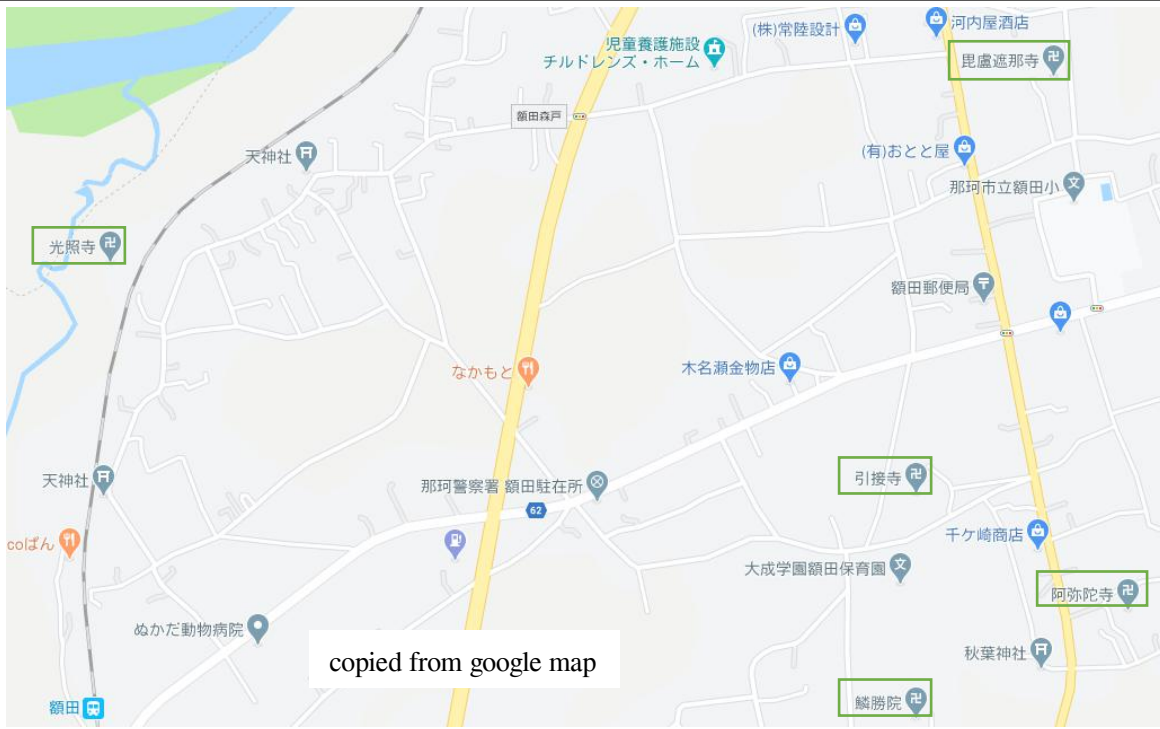 (株)常陸設計
河内屋酒店
児童養護施設
チルドレンズ・ホーム
毘盧遮那寺
額田森戸
天神社
(有)おとと屋
那珂市立額田小
光照寺
額田郵便局
なかもと
木名瀬金物店
天神社
那珂警察署 額田駐在所
引接寺
62
coぱん
千ケ崎商店
大成学園額田保育園
阿弥陀寺
ぬかだ動物病院
copied from google map
秋葉神社
額田
鱗勝院